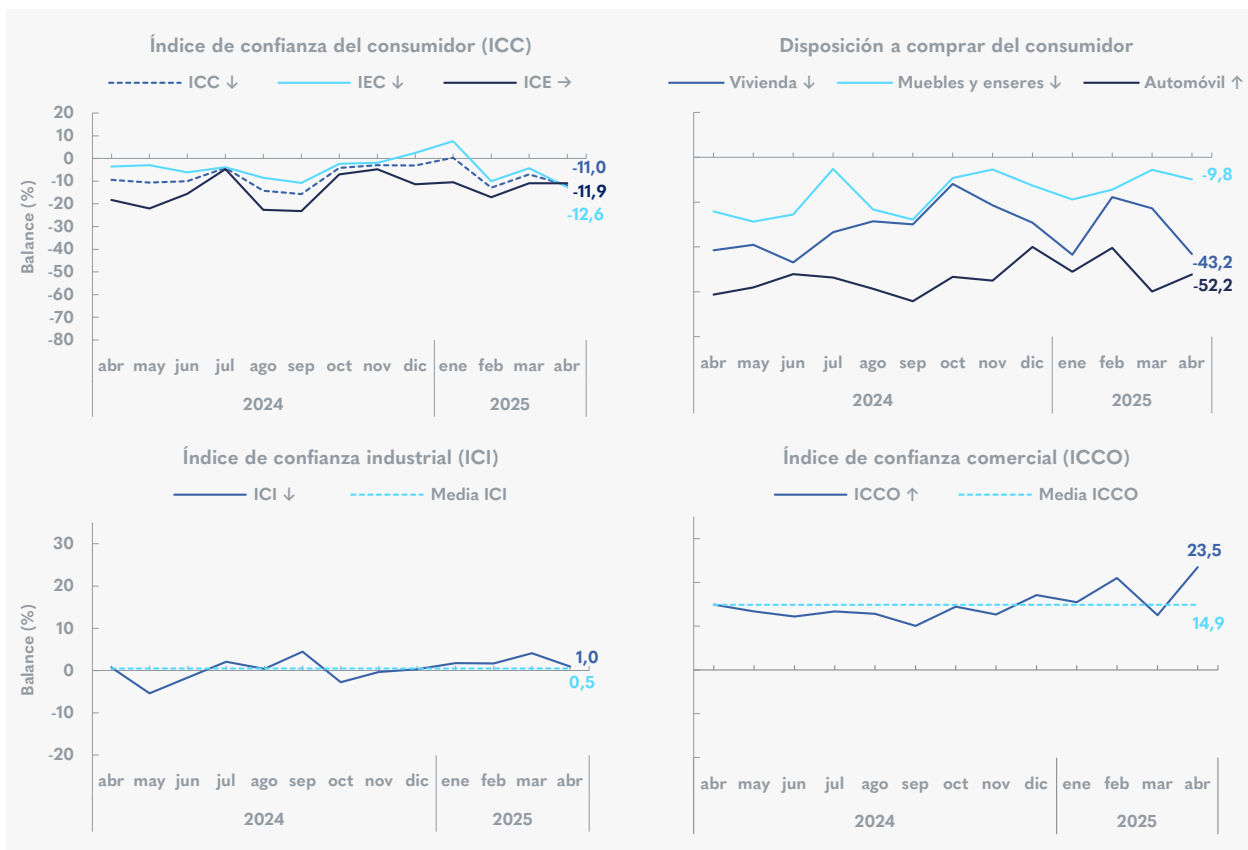 Índice de confianza del consumidor (ICC)
ICC ↓ IEC ↓ ICE →
Balance (%)
20
10
0
-10
-20
-30
-40
-50
-60
-70
-80
-11,0
-11,9
-12,6
abr may jun jul ago sep oct nov dic ene feb mar abr
2024 2025
Disposición a comprar del consumidor
Vivienda ↓ Muebles y enseres ↓ Automóvil ↑
-9,8
-43,2
-52,2
abr may jun jul ago sep oct nov dic ene feb mar abr
2024 2025
Índice de confianza industrial (ICI)
ICI ↓ Media ICI
Balance (%)
30
20
10
0
-10
-20
1,0
0,5
abr may jun jul ago sep oct nov dic ene feb mar abr
2024 2025
Índice de confianza comercial (ICCO)
ICCO ↑ Media ICCO
23,5
14,9
abr may jun jul ago sep oct nov dic ene feb mar abr
2024 2025